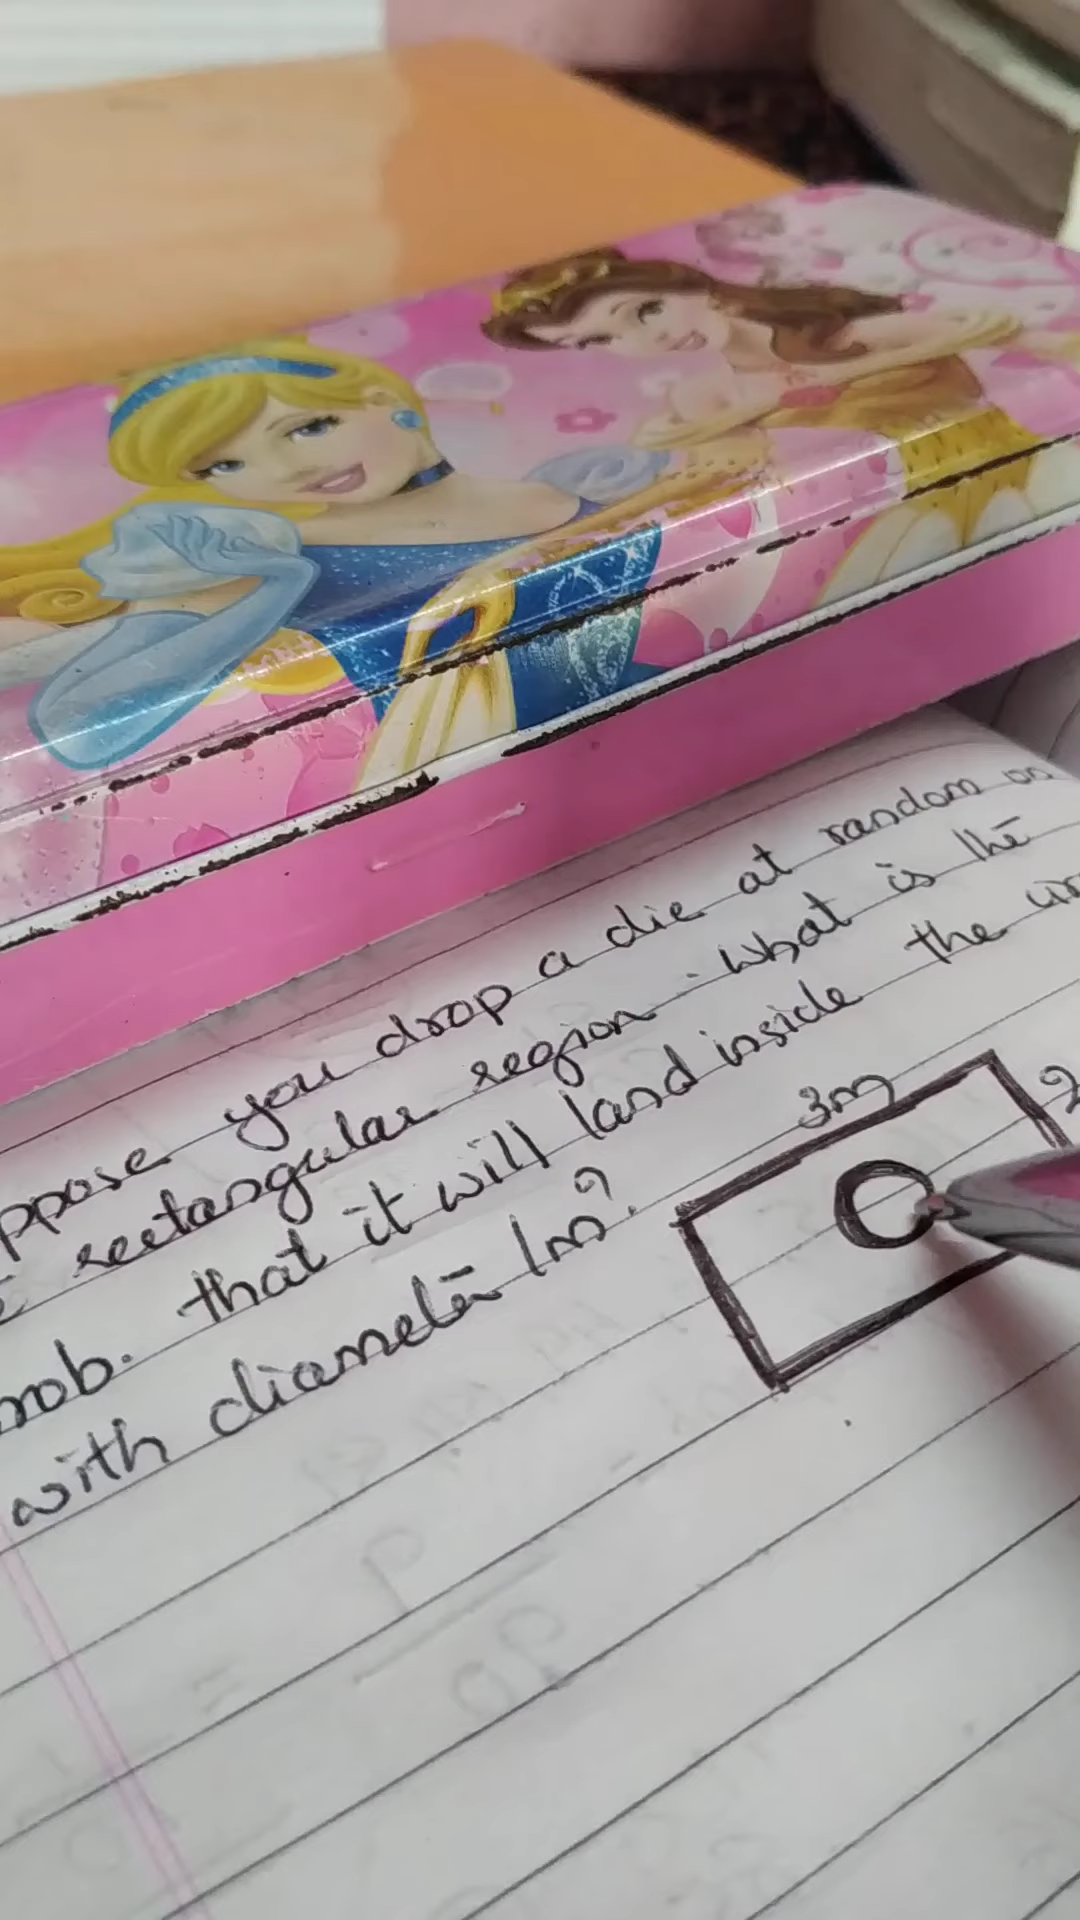 ppose you drop a die at random on
rectangular region. what is the
rob. that it will land inside the cir
with diameter 1m?
3m
2